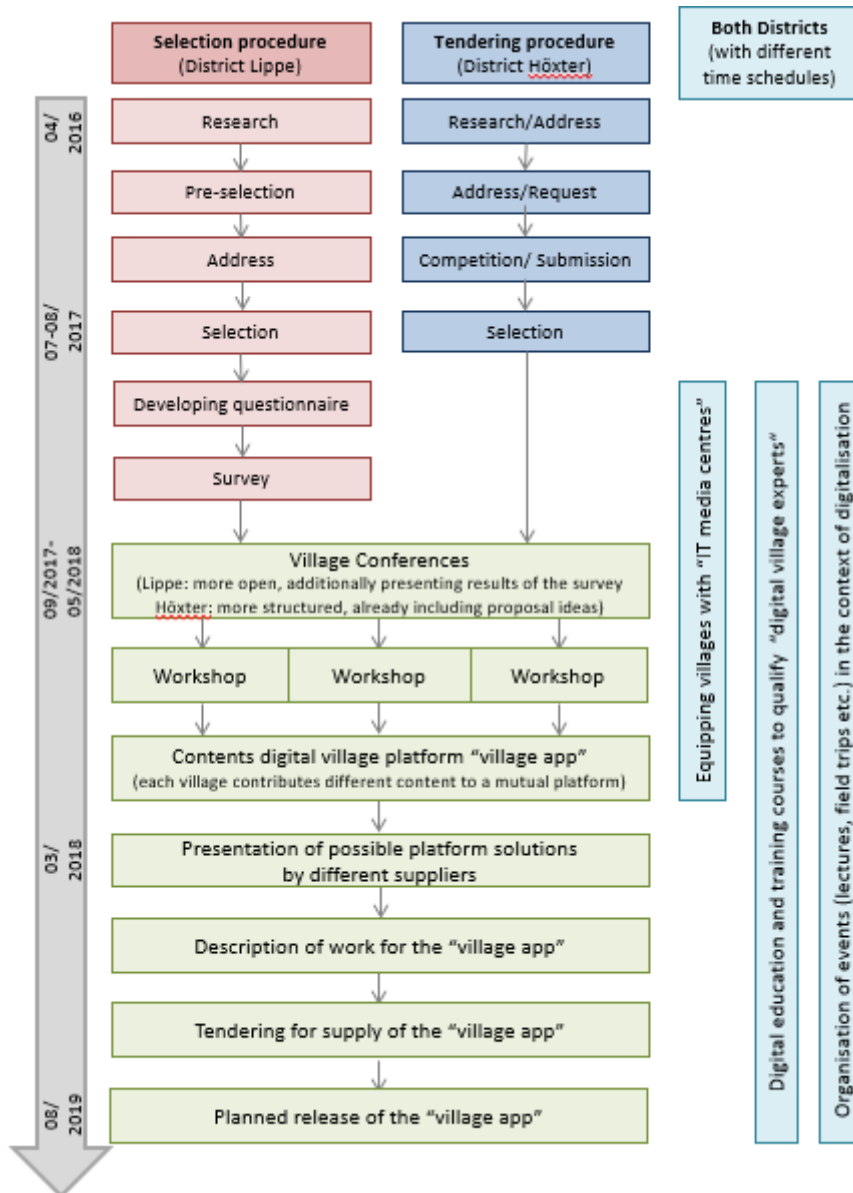 Selection procedure
(District Lippe)
Tendering procedure
(District Höxter)
Both Districts
(with different
time schedules)
04/
2016
Research
Research/Address
Pre-selection
Address/Request
Address
Competition/ Submission
07-08/
2017
Selection
Selection
Developing questionnaire
Survey
09/2017-
05/2018
Village Conferences
(Lippe: more open, additionally presenting results of the survey
Höxter: more structured, already including proposal ideas)
Workshop
Workshop
Workshop
Contents digital village platform “village app”
(each village contributes different content to a mutual platform)
03/
2018
Presentation of possible platform solutions
by different suppliers
Description of work for the “village app”
Tendering for supply of the “village app”
08/
2019
Planned release of the “village app”
Equipping villages with “IT media centres”
Digital education and training courses to qualify “digital village experts”
Organisation of events (lectures, field trips etc.) in the context of digitalisation